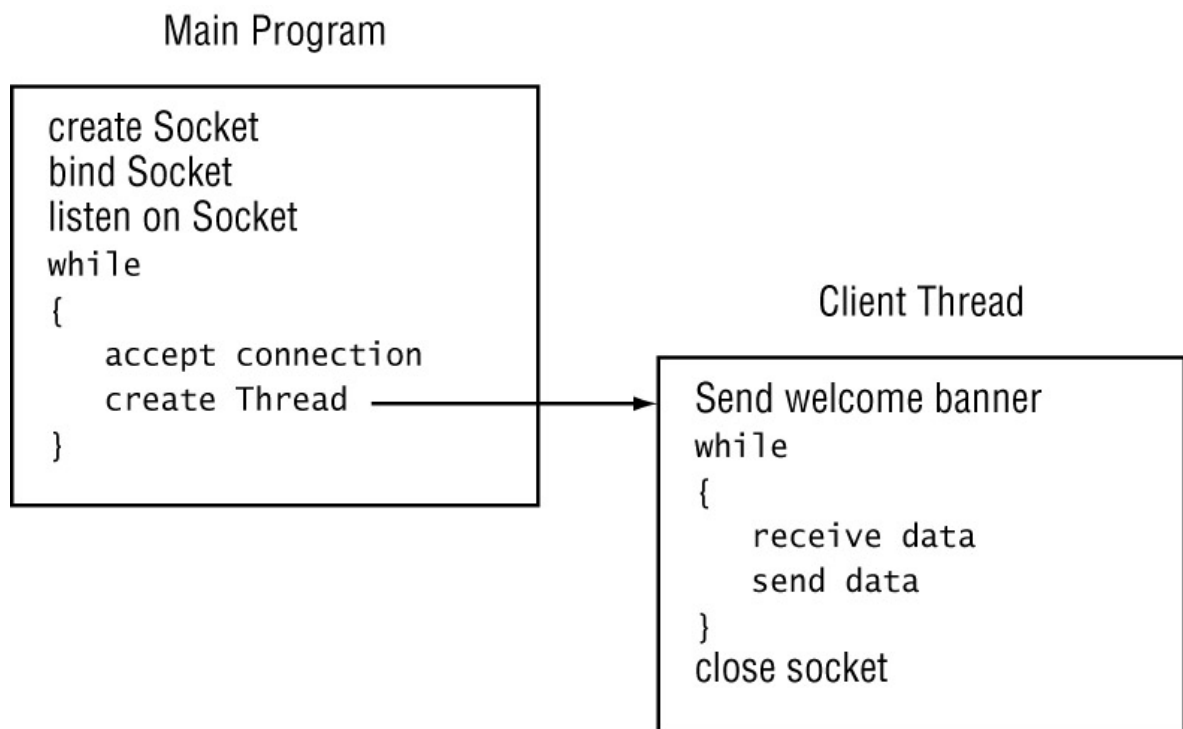 Main Program
create Socket
bind Socket
listen on Socket
while
{
accept connection
create Thread
}
Client Thread
Send welcome banner
while
{
receive data
send data
}
close socket